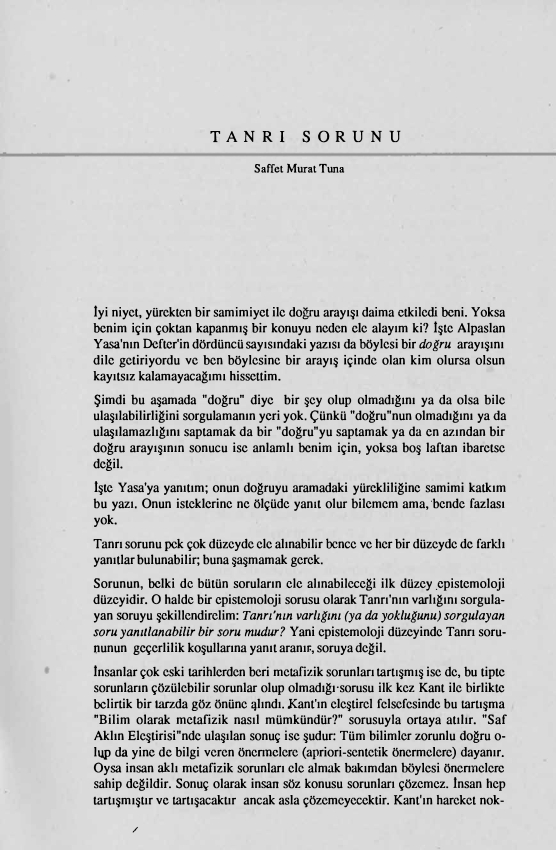 TANRI SORUNU
Saffet Murat Tuna
İyi niyet, yürekten bir samimiyet ile doğru arayışı daima etkiledi beni. Yoksa
benim için çoktan kapanmış bir konuyu neden ele alayım ki? İşte Alpaslan
Yasa'nın Defter'in dördüncü sayısındaki yazısı da böylesi bir doğru arayışını
dile getiriyordu ve ben böylesine bir arayış içinde olan kim olursa olsun
kayıtsız kalamayacağımı hissettim.
Şimdi bu aşamada "doğru" diye bir şey olup olmadığını ya da olsa bile
ulaşılabilirliğini sorgulamanın yeri yok. Çünkü "doğru"nun olmadığını ya da
ulaşılamazlığını saptamak da bir "doğru"yu saptamak ya da en azından bir
doğru arayışının sonucu ise anlamlı benim için, yoksa boş laftan ibaretse
değil.
İşte Yasa'ya yanıtım; onun doğruyu aramadaki yürekliliğine samimi katkım
bu yazı. Onun isteklerine ne ölçüde yanıt olur bilemem ama, bende fazlası
yok.
Tanrı sorunu pek çok düzeyde ele alınabilir bence ve her bir düzeyde de farklı
yanıtlar bulunabilir; buna şaşmamak gerek.
Sorunun, belki de bütün soruların ele alınabileceği ilk düzey epistemoloji
düzeyidir. O halde bir epistemoloji sorusu olarak Tanrı'nın varlığını sorgula-
yan soruyu şekillendirelim: Tanrı'nın varlığını (ya da yokluğunu) sorgulayan
soru yanıtlanabilir bir soru mudur? Yani epistemoloji düzeyinde Tanrı soru-
nunun geçerlilik koşullarına yanıt aranır, soruya değil.
İnsanlar çok eski tarihlerden beri metafizik sorunları tartışmış ise de, bu tipte
sorunların çözülebilir sorunlar olup olmadığı sorusu ilk kez Kant ile birlikte
belirtik bir tarzda göz önüne alındı. Kant'ın eleştirel felsefesinde bu tartışma
"Bilim olarak metafizik nasıl mümkündür?" sorusuyla ortaya atılır. "Saf
Aklın Eleştirisi"nde ulaşılan sonuç ise şudur: Tüm bilimler zorunlu doğru o-
lup da yine de bilgi veren önermelere (apriori-sentetik önermelere) dayanır.
Oysa insan aklı metafizik sorunları ele almak bakımdan böylesi önermelere
sahip değildir. Sonuç olarak insan söz konusu sorunları çözemez. İnsan hep
tartışmıştır ve tartışacaktır ancak asla çözemeyecektir. Kant'ın hareket nok-